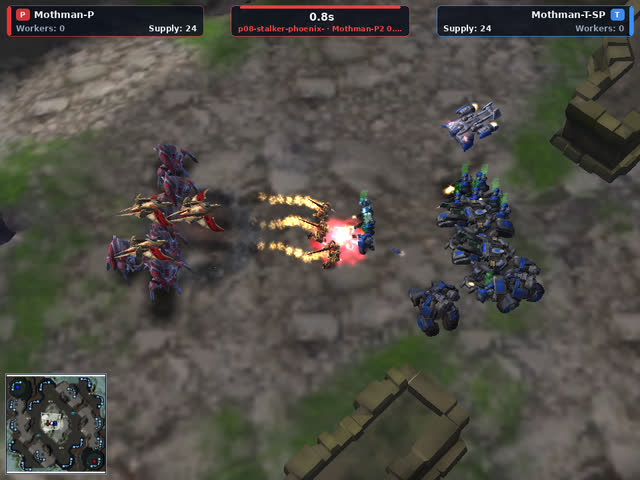 P Mothman-P
Workers: 0 Supply: 24
0.8s
p08-stalker-phoenix- · Mothman-P2 0....
Mothman-T-SP T
Supply: 24 Workers: 0